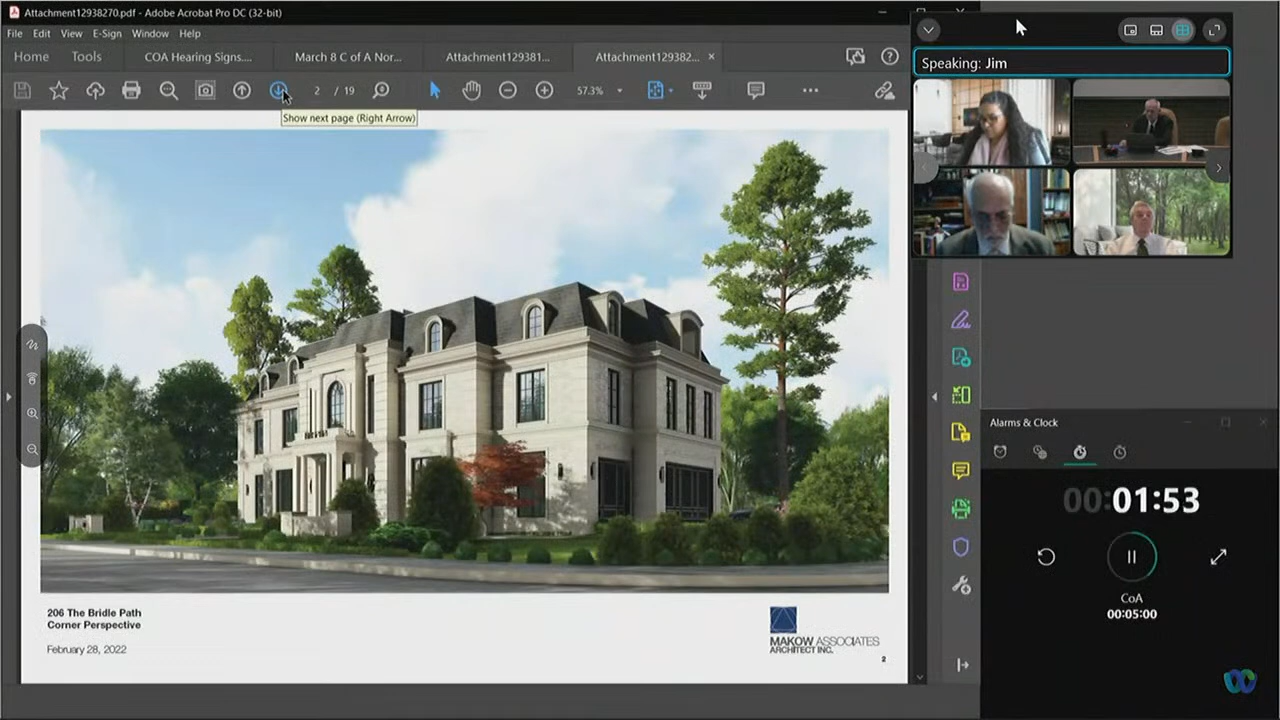 Attachment12938270.pdf - Adobe Acrobat Pro DC (32-bit)
File Edit View E-Sign Window Help
Home Tools COA Hearing Signs.... March 8 C of A Nor... Attachment129381... Attachment129382... ×
2 / 19 57.3%
Show next page (Right Arrow)
Speaking: Jim
206 The Bridle Path
Corner Perspective
February 28, 2022
MAKOW ASSOCIATES
ARCHITECT INC.
2
Alarms & Clock
00:01:53
CoA
00:05:00